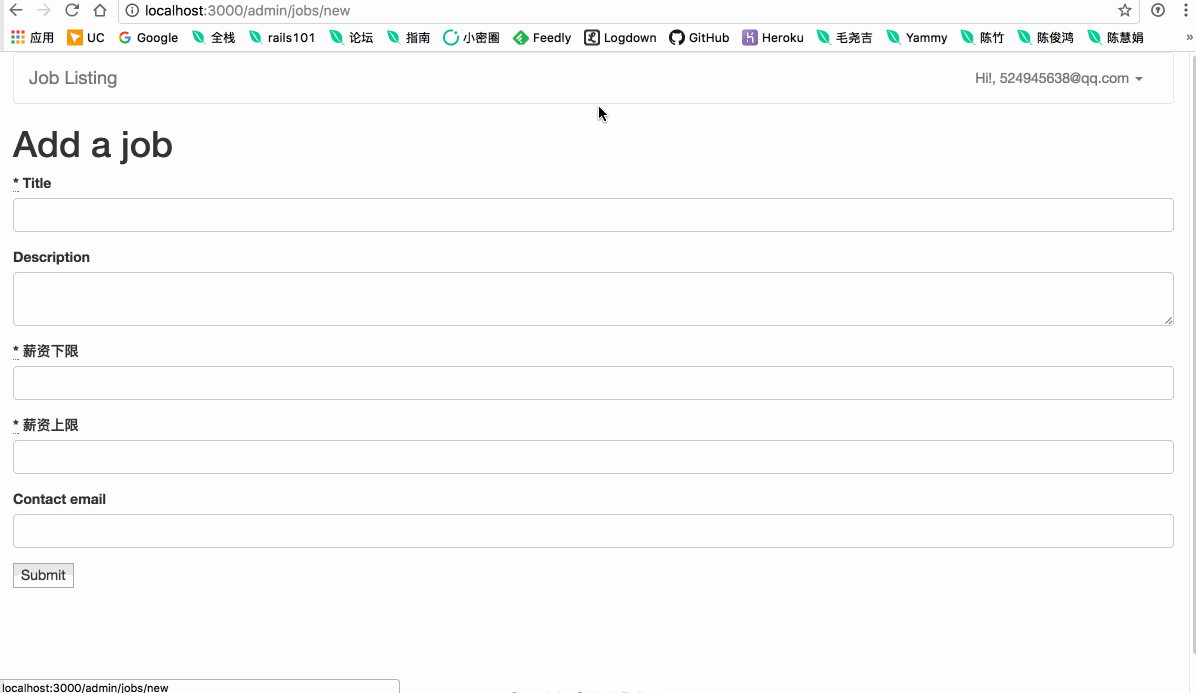 localhost:3000/admin/jobs/new
应用 UC Google 全栈 rails101 论坛 指南 小密圈 Feedly Logdown GitHub Heroku 毛尧吉 Yammy 陈竹 陈俊鸿 陈慧娟 »
Job Listing Hi!, 524945638@qq.com
Add a job
* Title
Description
* 薪资下限
* 薪资上限
Contact email
Submit
localhost:3000/admin/jobs/new